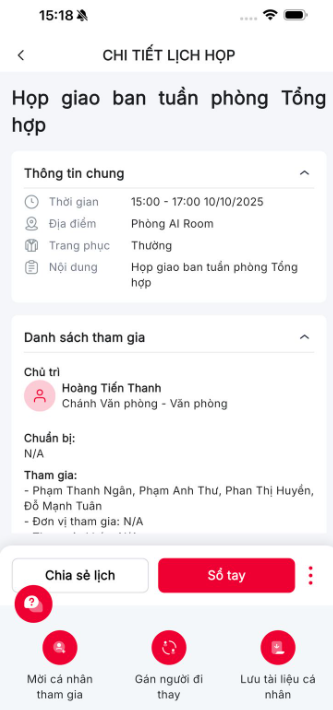 15:18
CHI TIẾT LỊCH HỌP
Họp giao ban tuần phòng Tổng
hợp
Thông tin chung
Thời gian 15:00 - 17:00 10/10/2025
Địa điểm Phòng AI Room
Trang phục Thường
Nội dung Họp giao ban tuần phòng Tổng
hợp
Danh sách tham gia
Chủ trì
Hoàng Tiến Thanh
Chánh Văn phòng - Văn phòng
Chuẩn bị:
N/A
Tham gia:
- Phạm Thanh Ngân, Phạm Anh Thư, Phan Thị Huyền,
Đỗ Mạnh Tuân
- Đơn vị tham gia: N/A
Chia sẻ lịch
Sổ tay
Mời cá nhân
tham gia
Gán người đi
thay
Lưu tài liệu cá
nhân